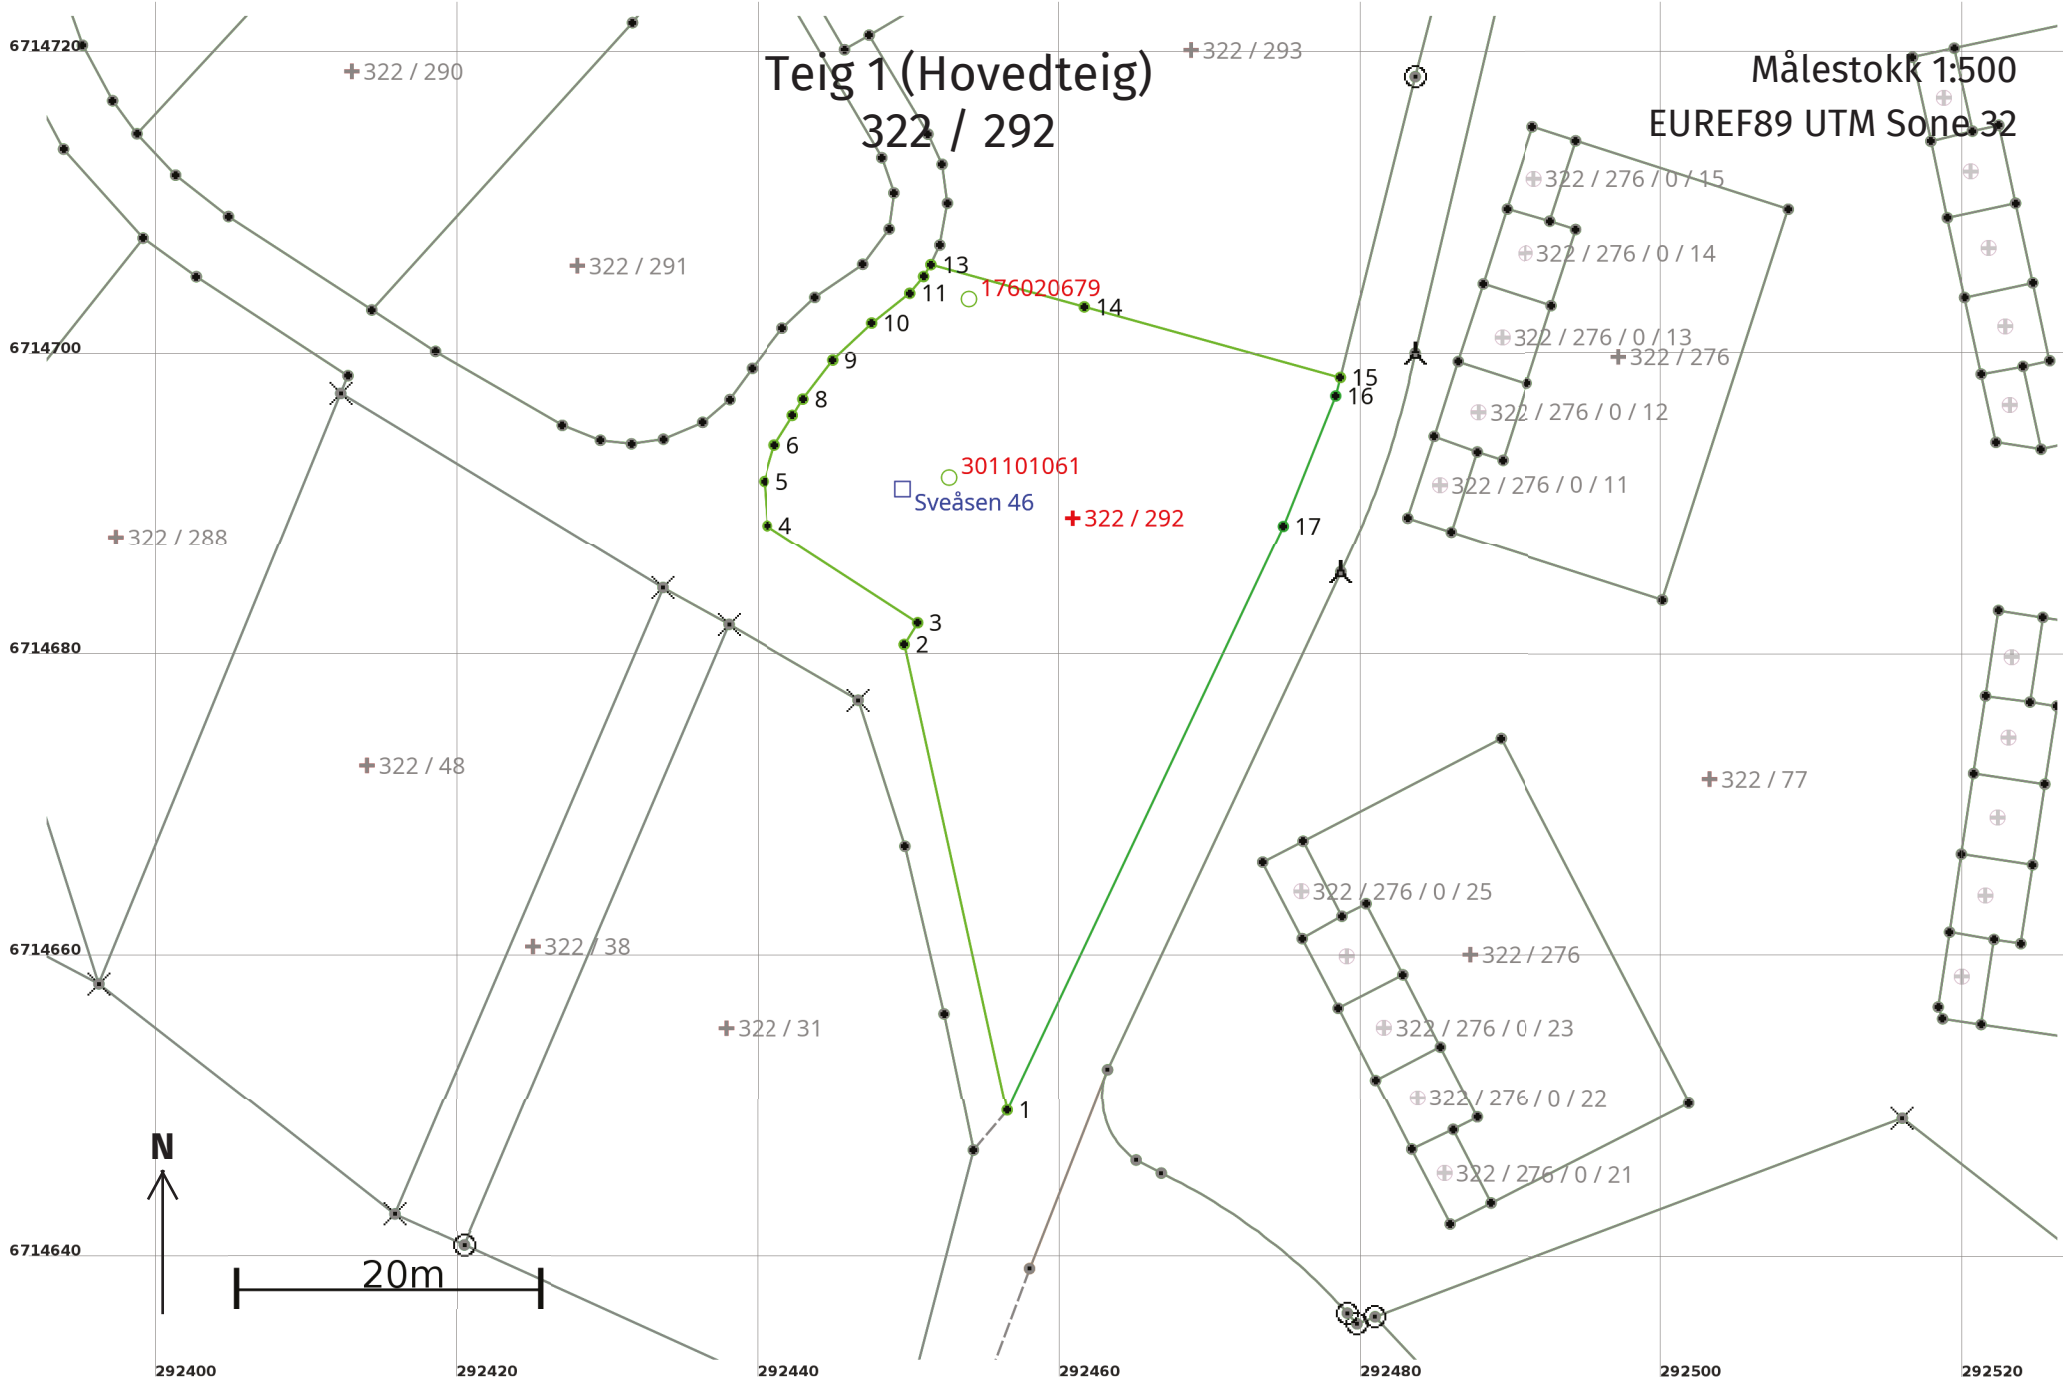 6714720
322 / 290
Teig 1 (Hovedteig)
322 / 292
322 / 293
Målestokk 1:500
EUREF89 UTM Sone 32
322 / 276 / 0 / 15
322 / 276 / 0 / 14
322 / 291
13
176020679
11
14
10
322 / 276 / 0 / 13
6714700
9
322 / 276
15
16
8
322 / 276 / 0 / 12
6
301101061
5
322 / 276 / 0 / 11
Sveåsen 46
322 / 292
4
17
322 / 288
3
2
6714680
322 / 48
322 / 77
322 / 276 / 0 / 25
322 / 38
6714660
322 / 276
322 / 31
322 / 276 / 0 / 23
322 / 276 / 0 / 22
1
N
322 / 276 / 0 / 21
6714640
20m
292400
292420
292440
292460
292480
292500
292520